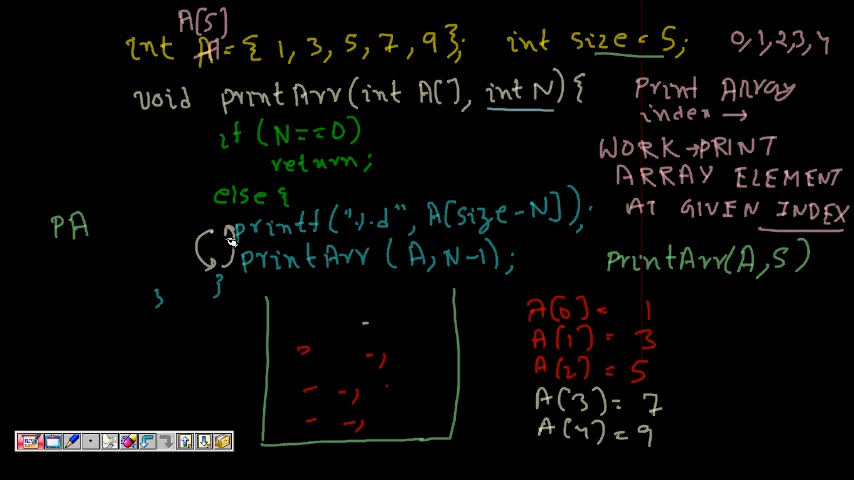 A[5]
int A = { 1, 3, 5, 7, 9 }; int size = 5; 0,1,2,3,4
void printArr(int A[], int N) {
if (N==0)
return;
else {
printf("%d", A[size-N]);
printArr (A, N-1);
}
}
PA
Print Array
index →
WORK → PRINT
ARRAY ELEMENT
AT GIVEN INDEX
printArr(A,5)
A[0] = 1
A[1] = 3
A[2] = 5
A[3] = 7
A[4] = 9